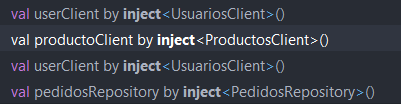 val userClient by inject<UsuariosClient>()
val productoClient by inject<ProductosClient>()
val userClient by inject<UsuariosClient>()
val pedidosRepository by inject<PedidosRepository>()